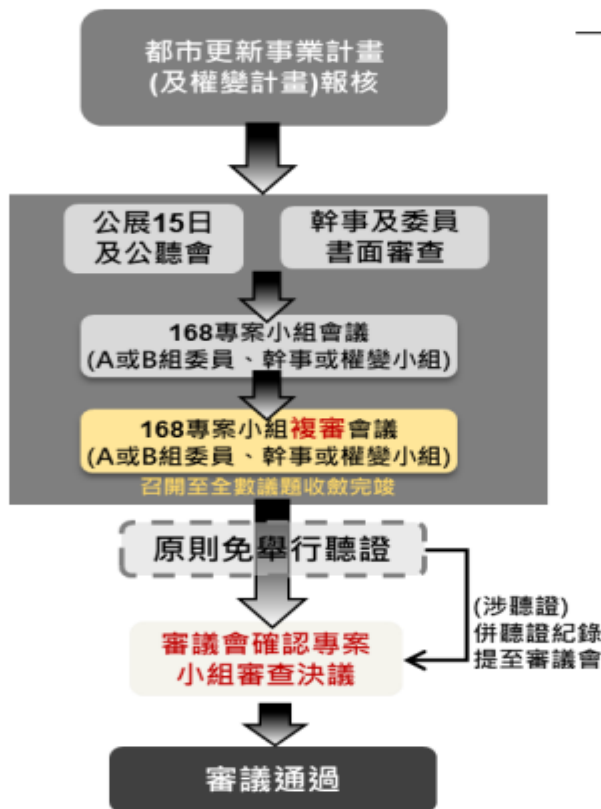 都市更新事業計畫
(及權變計畫)報核
公展15日
及公聽會
幹事及委員
書面審查
168專案小組會議
(A或B組委員、幹事或權變小組)
168專案小組複審會議
(A或B組委員、幹事或權變小組)
召開至全數議題收斂完竣
原則免舉行聽證
(涉聽證)
併聽證紀錄
提至審議會
審議會確認專案
小組審查決議
審議通過